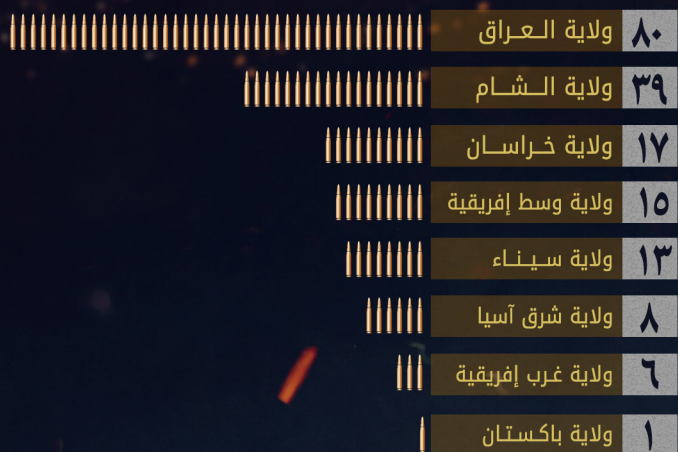 ٨٠ ولاية العراق
٣٩ ولاية الشام
١٧ ولاية خراسان
١٥ ولاية وسط إفريقية
١٣ ولاية سيناء
٨ ولاية شرق آسيا
٦ ولاية غرب إفريقية
١ ولاية باكستان